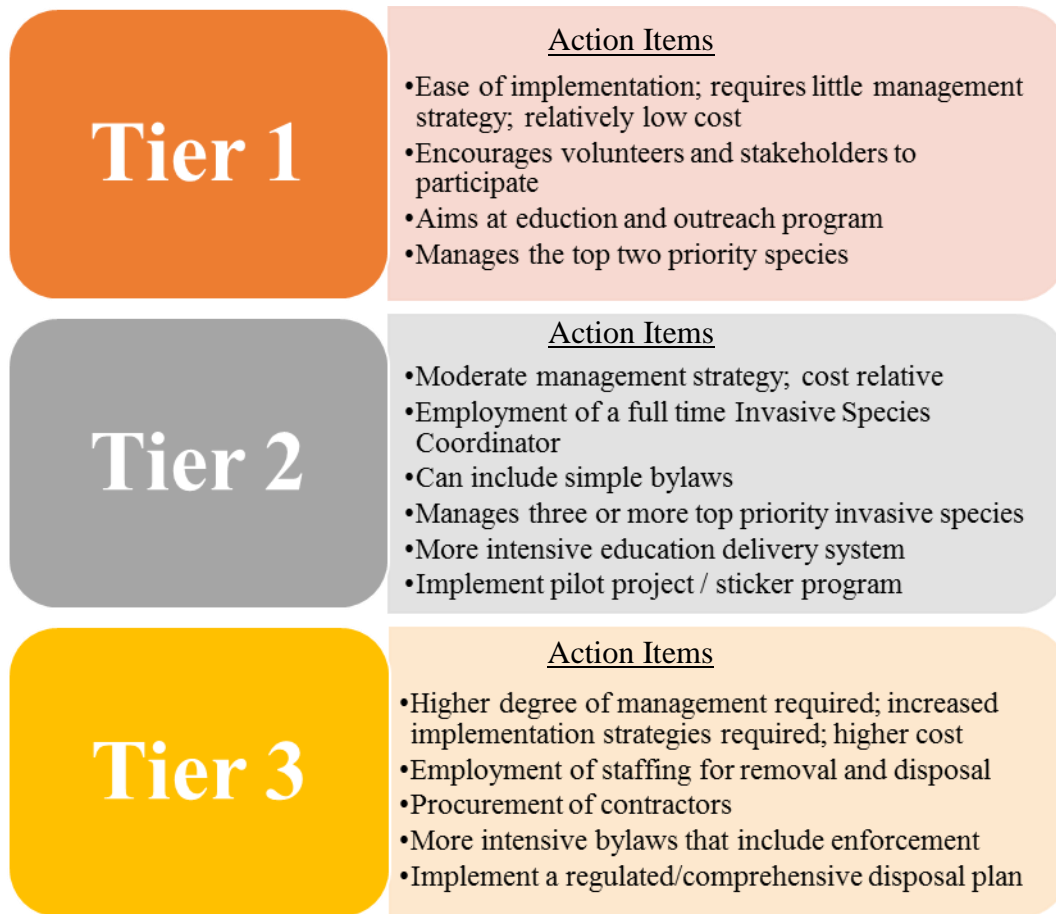 Tier 1
Action Items
•Ease of implementation; requires little management
strategy; relatively low cost
•Encourages volunteers and stakeholders to
participate
•Aims at eduction and outreach program
•Manages the top two priority species
Tier 2
Action Items
•Moderate management strategy; cost relative
•Employment of a full time Invasive Species
Coordinator
•Can include simple bylaws
•Manages three or more top priority invasive species
•More intensive education delivery system
•Implement pilot project / sticker program
Tier 3
Action Items
•Higher degree of management required; increased
implementation strategies required; higher cost
•Employment of staffing for removal and disposal
•Procurement of contractors
•More intensive bylaws that include enforcement
•Implement a regulated/comprehensive disposal plan